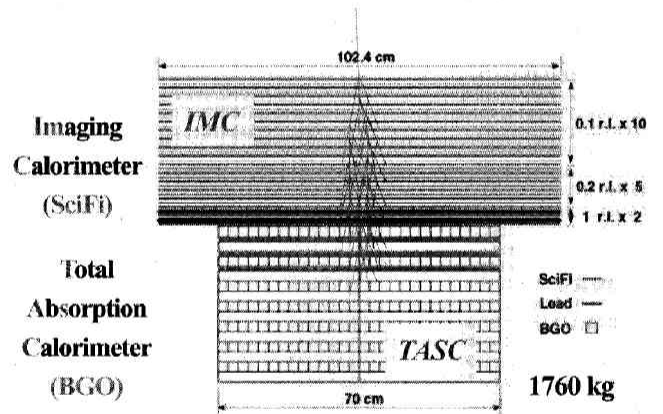 102.4 cm
IMC
Imaging
Calorimeter
(SciFi)
0.1 r.l. x 10
0.2 r.l. x 5
1 r.l. x 2
Total
Absorption
Calorimeter
(BGO)
SciFi
Lead
BGO
TASC
1760 kg
70 cm